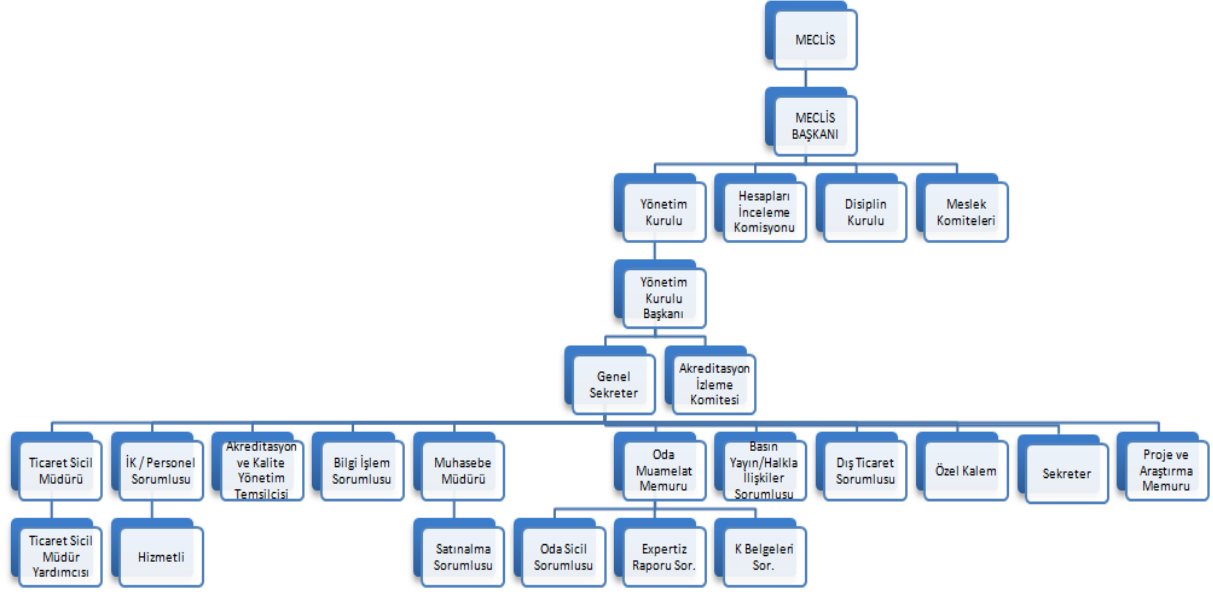 MECLİS
MECLİS
BAŞKANI
Yönetim
Kurulu
Hesapları
İnceleme
Komisyonu
Disiplin
Kurulu
Meslek
Komiteleri
Yönetim
Kurulu
Başkanı
Genel
Sekreter
Akreditasyon
İzleme
Komitesi
Ticaret Sicil
Müdürü
İK / Personel
Sorumlusu
Akreditasyon
ve Kalite
Yönetim
Temsilcisi
Bilgi İşlem
Sorumlusu
Muhasebe
Müdürü
Oda
Muamelat
Memuru
Basın
Yayın/Halkla
İlişkiler
Sorumlusu
Dış Ticaret
Sorumlusu
Özel Kalem
Sekreter
Proje ve
Araştırma
Memuru
Ticaret Sicil
Müdür
Yardımcısı
Hizmetli
Satınalma
Sorumlusu
Oda Sicil
Sorumlusu
Expertiz
Raporu Sor.
K Belgeleri
Sor.